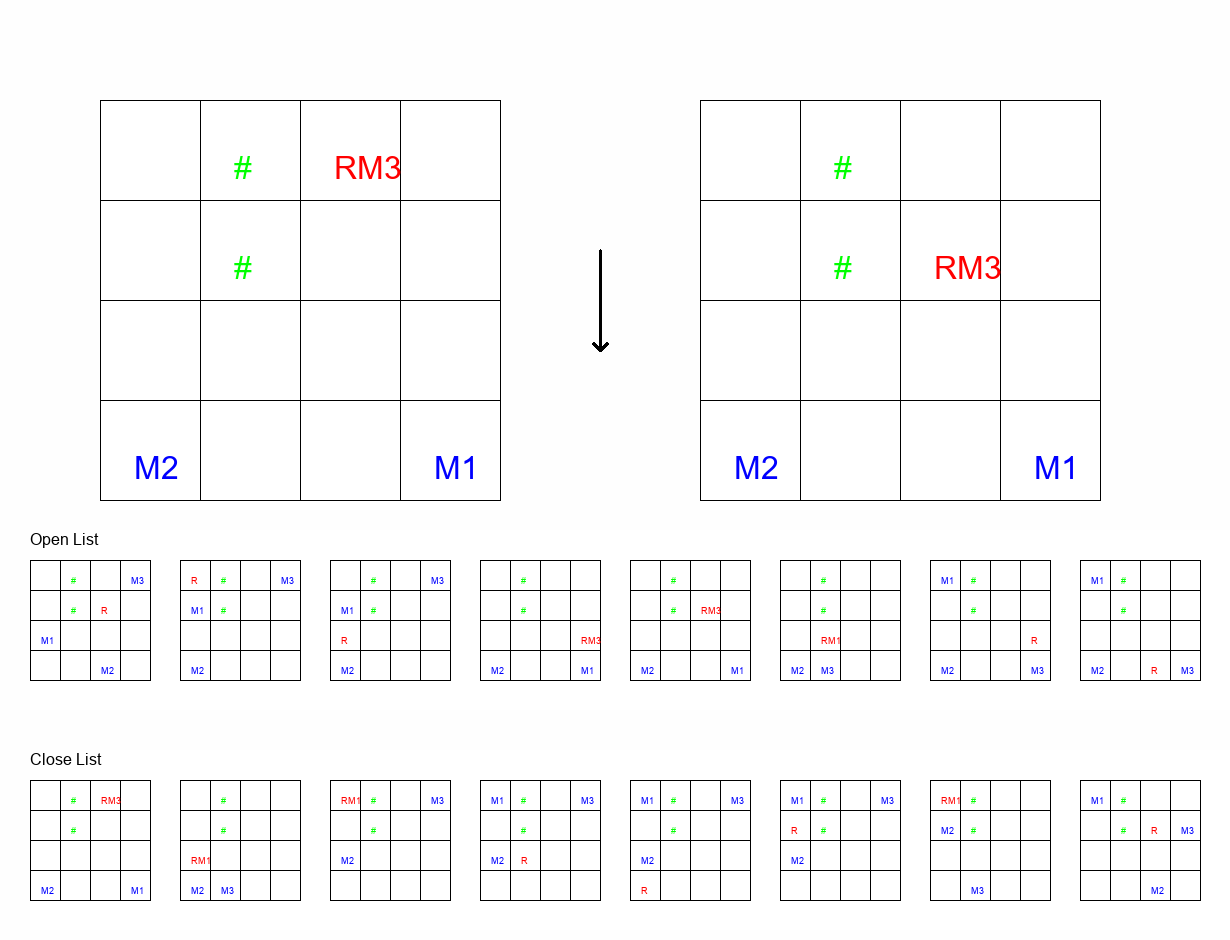 # RM3 #
# # RM3
M2 M1 M2 M1
Open List
# M3 R # M3 # M3 # # # M1 # M1 #
# R M1 # M1 # # # RM3 # # #
M1 R RM3 RM1 R
M2 M2 M2 M2 M1 M2 M1 M2 M3 M2 M3 M2 R M3
Close List
# RM3 # RM1 # M3 M1 # M3 M1 # M3 M1 # M3 RM1 # M1 #
# # # # # R # M2 # # R M3
RM1 M2 M2 R M2 M2
M2 M1 M2 M3 R M3 M2